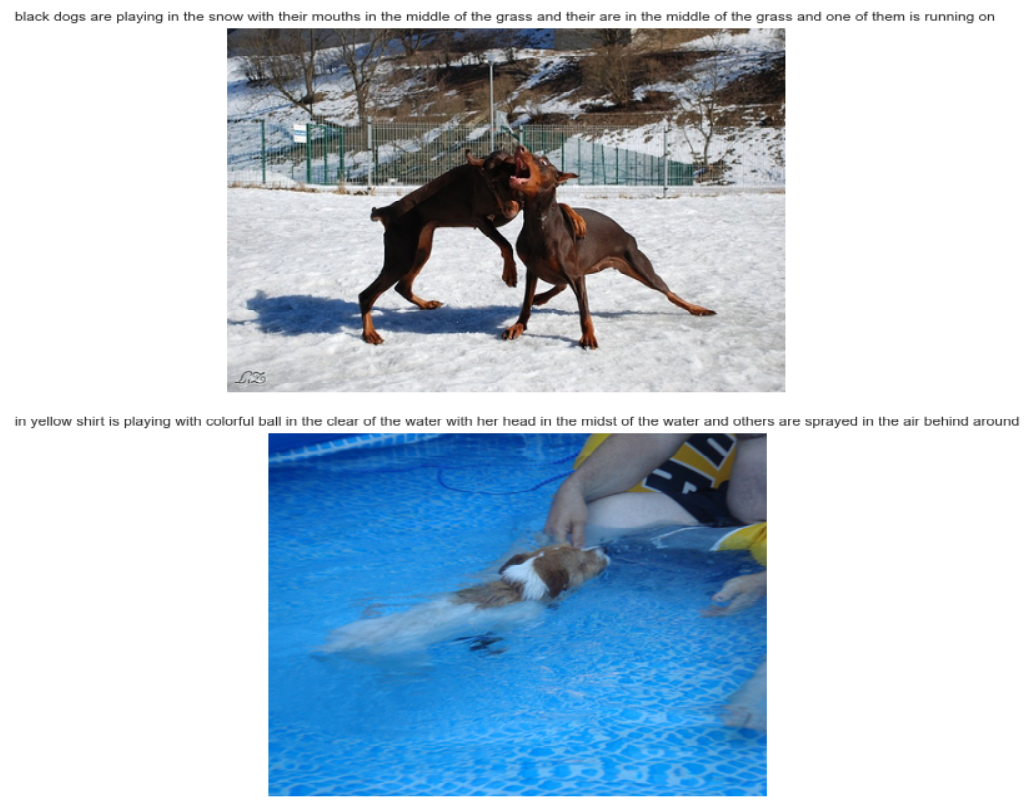 black dogs are playing in the snow with their mouths in the middle of the grass and their are in the middle of the grass and one of them is running on
LiZ
in yellow shirt is playing with colorful ball in the clear of the water with her head in the midst of the water and others are sprayed in the air behind around